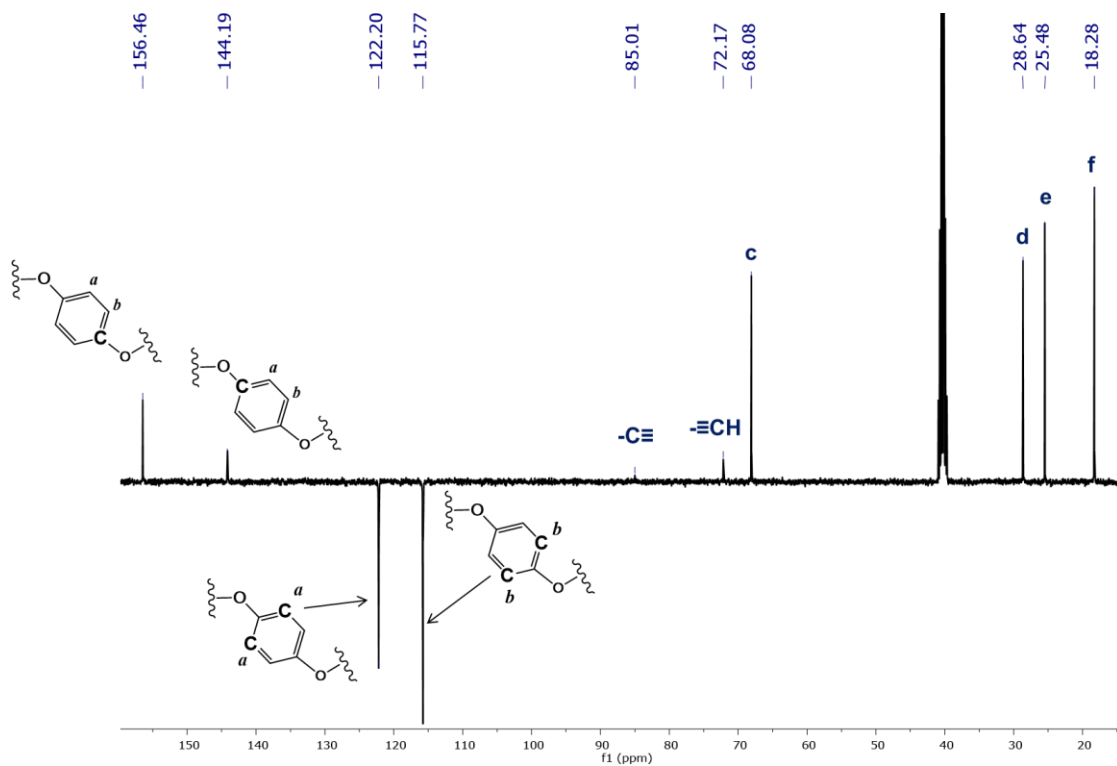 156.46
144.19
122.20
115.77
85.01
72.17
68.08
28.64
25.48
18.28
f
e
d
c
O
a
b
C
O
O
C
a
b
O
-C≡
-≡CH
O
b
C
C
b
O
O
a
C
C
a
O
150 140 130 120 110 100 90 80 70 60 50 40 30 20
f1 (ppm)